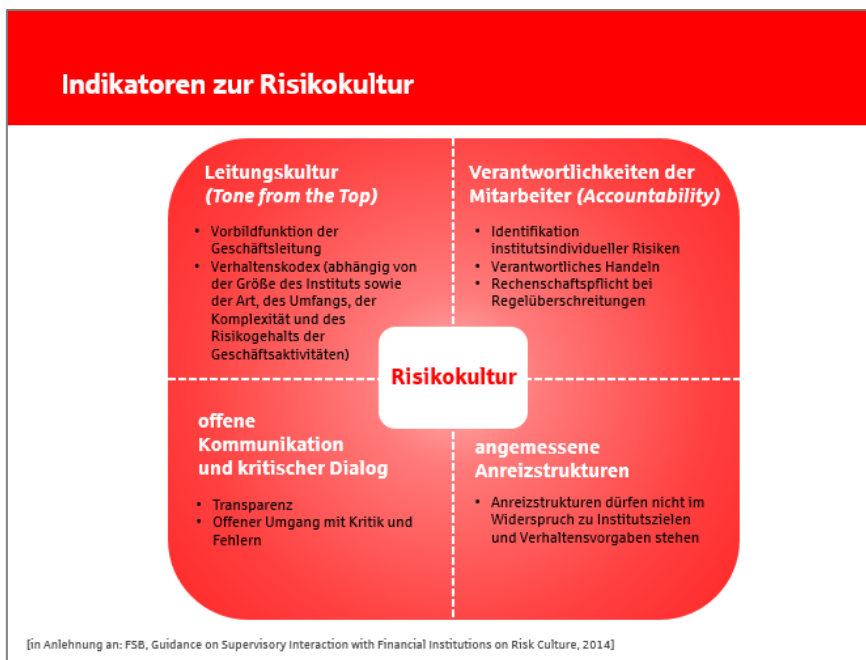 Indikatoren zur Risikokultur
Leitungskultur
(Tone from the Top)
• Vorbildfunktion der
Geschäftsleitung
• Verhaltenskodex (abhängig von
der Größe des Instituts sowie
der Art, des Umfangs, der
Komplexität und des
Risikogehalts der
Geschäftsaktivitäten)
Verantwortlichkeiten der
Mitarbeiter (Accountability)
• Identifikation
institutsindividueller Risiken
• Verantwortliches Handeln
• Rechenschaftspflicht bei
Regelüberschreitungen
Risikokultur
offene
Kommunikation
und kritischer Dialog
• Transparenz
• Offener Umgang mit Kritik und
Fehlern
angemessene
Anreizstrukturen
• Anreizstrukturen dürfen nicht im
Widerspruch zu Institutszielen
und Verhaltensvorgaben stehen
[in Anlehnung an: FSB, Guidance on Supervisory Interaction with Financial Institutions on Risk Culture, 2014]